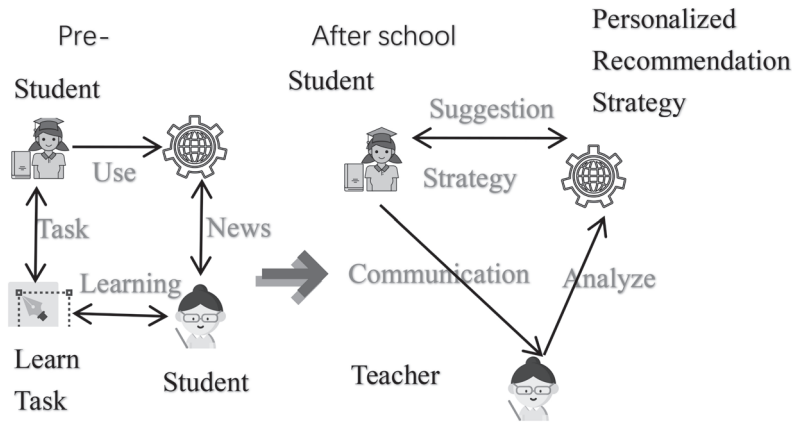 Pre-
Student
Use
Task
News
Learning
Learn
Task
Student
After school
Student
Suggestion
Strategy
Communication
Analyze
Teacher
Personalized
Recommendation
Strategy